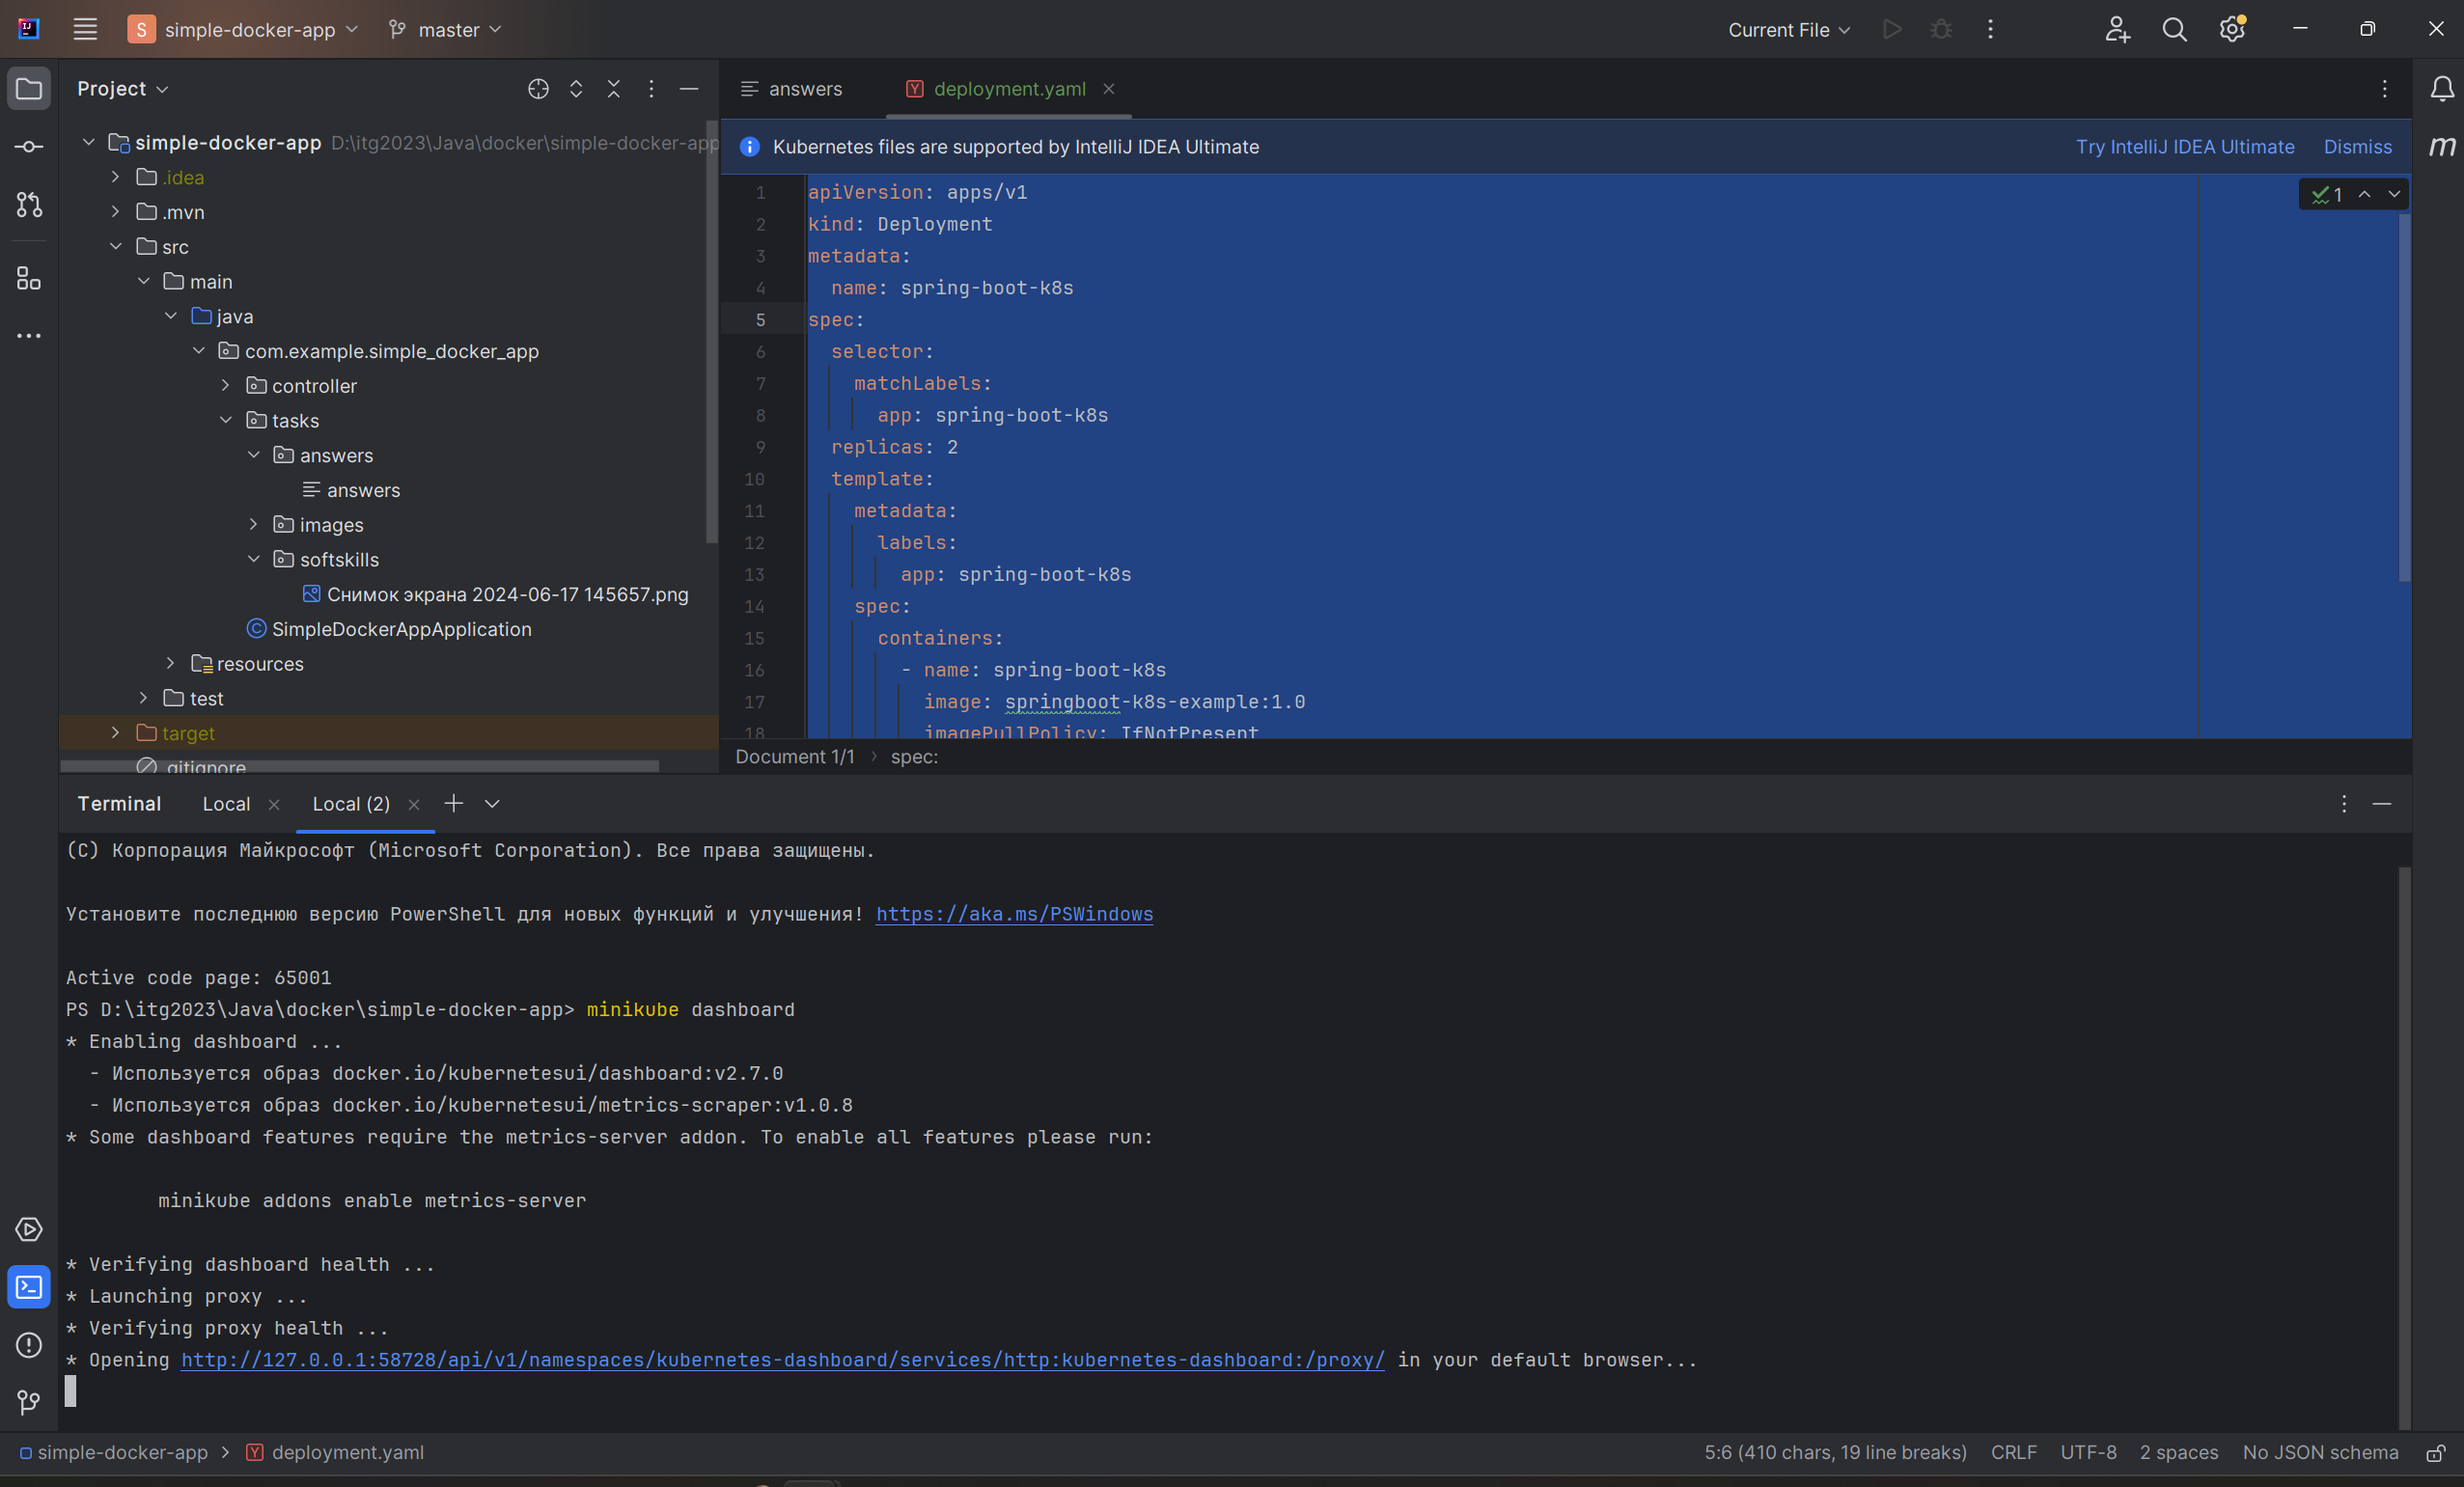 S simple-docker-app master Current File
Project
simple-docker-app D:\itg2023\Java\docker\simple-docker-app
.idea
.mvn
src
main
java
com.example.simple_docker_app
controller
tasks
answers
answers
images
softskills
Снимок экрана 2024-06-17 145657.png
SimpleDockerAppApplication
resources
test
target
.gitignore
answers deployment.yaml
Kubernetes files are supported by IntelliJ IDEA Ultimate Try IntelliJ IDEA Ultimate Dismiss
1 apiVersion: apps/v1 1
2 kind: Deployment
3 metadata:
4 name: spring-boot-k8s
5 spec:
6 selector:
7 matchLabels:
8 app: spring-boot-k8s
9 replicas: 2
10 template:
11 metadata:
12 labels:
13 app: spring-boot-k8s
14 spec:
15 containers:
16 - name: spring-boot-k8s
17 image: springboot-k8s-example:1.0
18 imagePullPolicy: IfNotPresent
Document 1/1 › spec:
m
Terminal Local Local (2)
(C) Корпорация Майкрософт (Microsoft Corporation). Все права защищены.
Установите последнюю версию PowerShell для новых функций и улучшения! https://aka.ms/PSWindows
Active code page: 65001
PS D:\itg2023\Java\docker\simple-docker-app> minikube dashboard
* Enabling dashboard ...
- Используется образ docker.io/kubernetesui/dashboard:v2.7.0
- Используется образ docker.io/kubernetesui/metrics-scraper:v1.0.8
* Some dashboard features require the metrics-server addon. To enable all features please run:
minikube addons enable metrics-server
* Verifying dashboard health ...
* Launching proxy ...
* Verifying proxy health ...
* Opening http://127.0.0.1:58728/api/v1/namespaces/kubernetes-dashboard/services/http:kubernetes-dashboard:/proxy/ in your default browser...
simple-docker-app > deployment.yaml 5:6 (410 chars, 19 line breaks) CRLF UTF-8 2 spaces No JSON schema